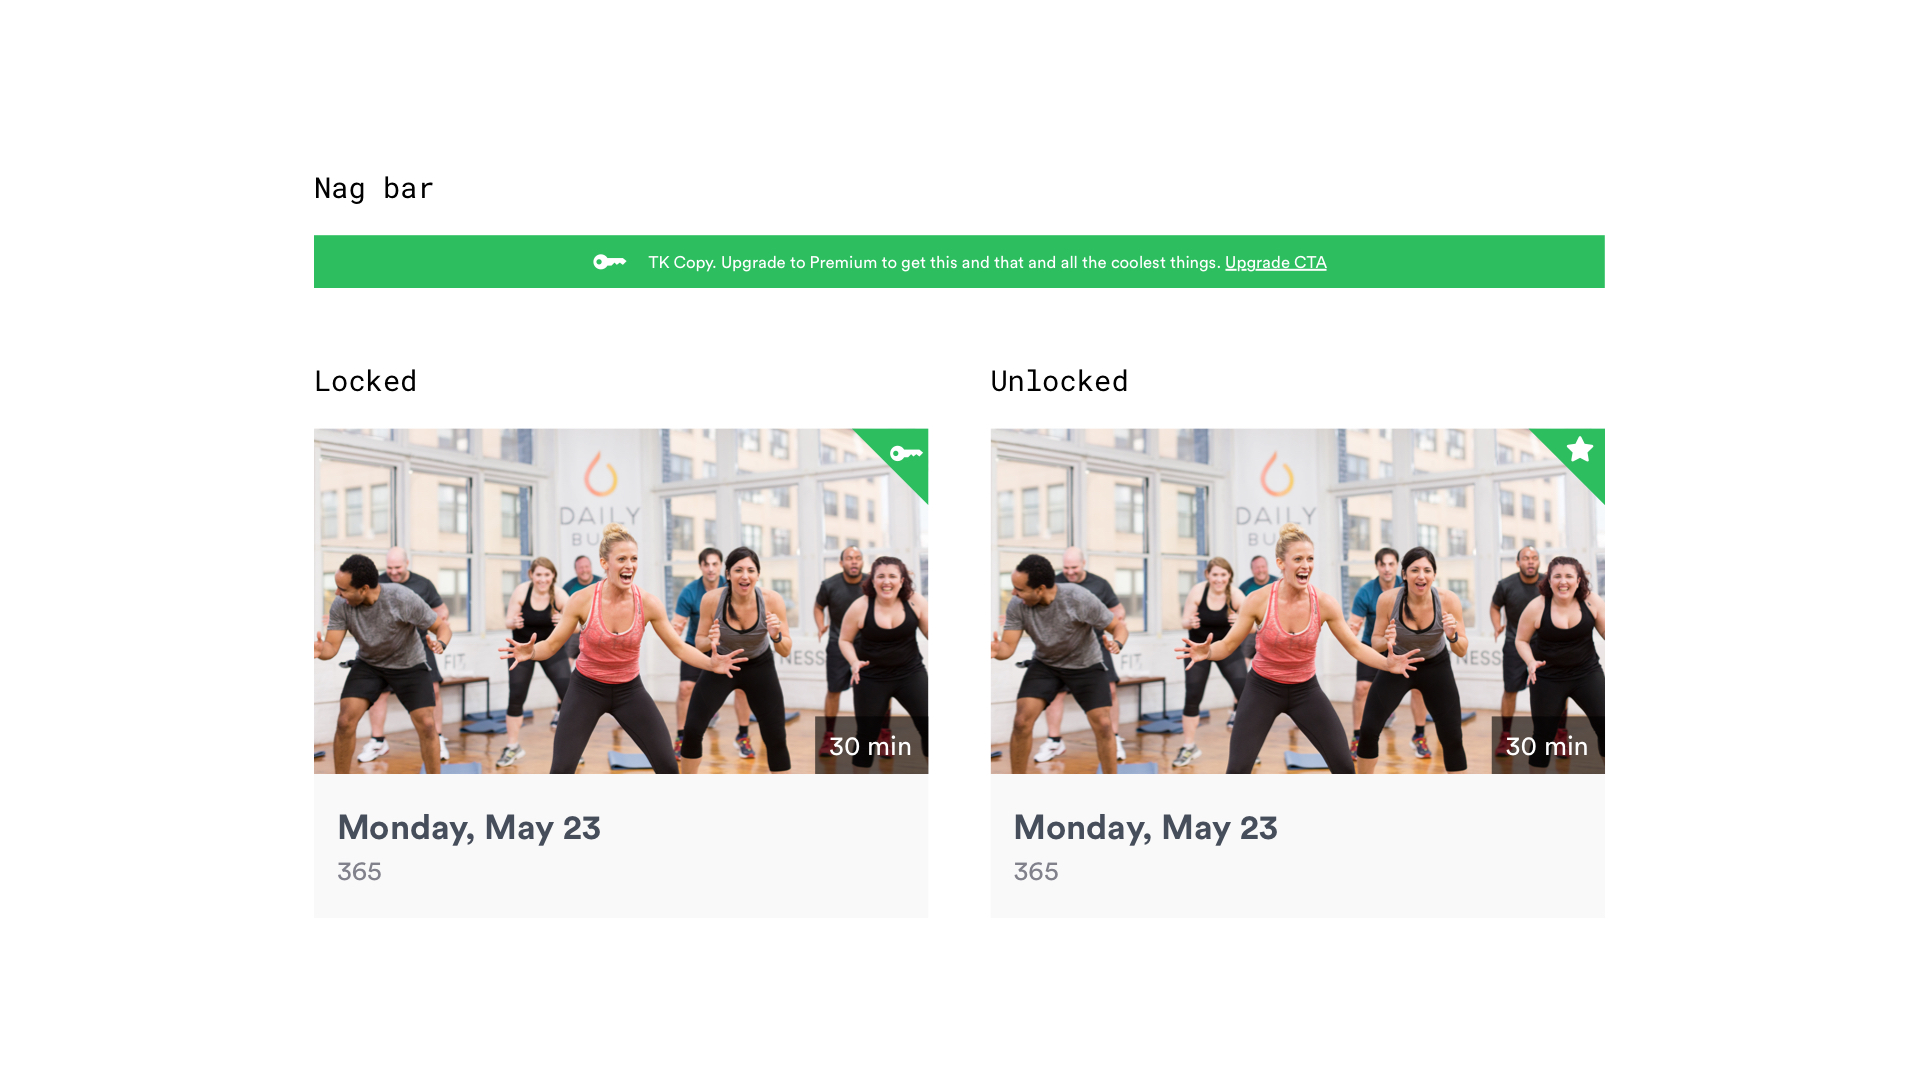 Nag bar
TK Copy. Upgrade to Premium to get this and that and all the coolest things. Upgrade CTA
Locked
Unlocked
DAILY
BU
FIT
NESS
30 min
DAILY
BU
FIT
NESS
30 min
Monday, May 23
365
Monday, May 23
365